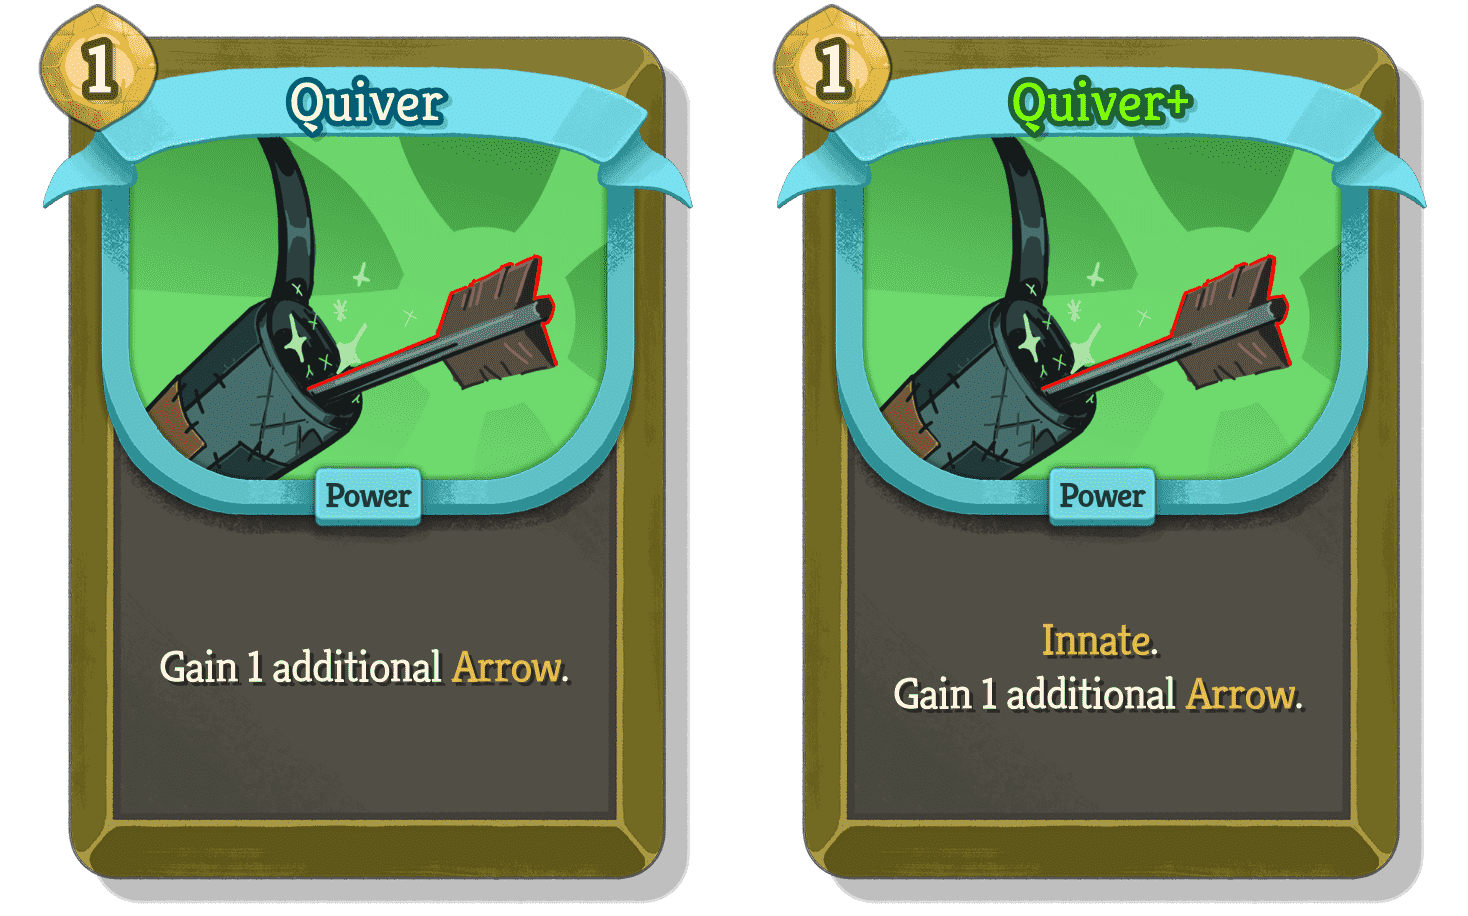 1
Quiver
Power
Gain 1 additional Arrow.
1
Quiver+
Power
Innate.
Gain 1 additional Arrow.